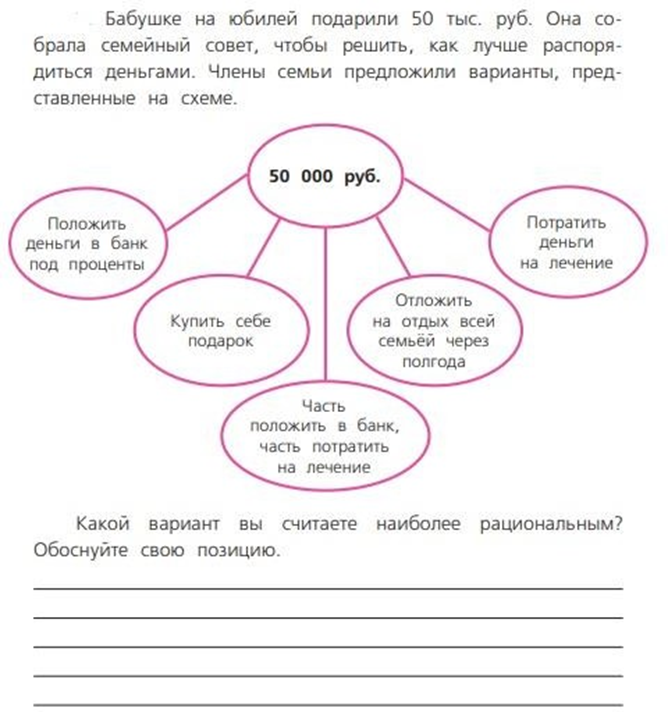 Бабушке на юбилей подарили 50 тыс. руб. Она со-
брала семейный совет, чтобы решить, как лучше распоря-
диться деньгами. Члены семьи предложили варианты, пред-
ставленные на схеме.
50 000 руб.
Положить
деньги в банк
под проценты
Потратить
деньги
на лечение
Купить себе
подарок
Отложить
на отдых всей
семьёй через
полгода
Часть
положить в банк,
часть потратить
на лечение
Какой вариант вы считаете наиболее рациональным?
Обоснуйте свою позицию.